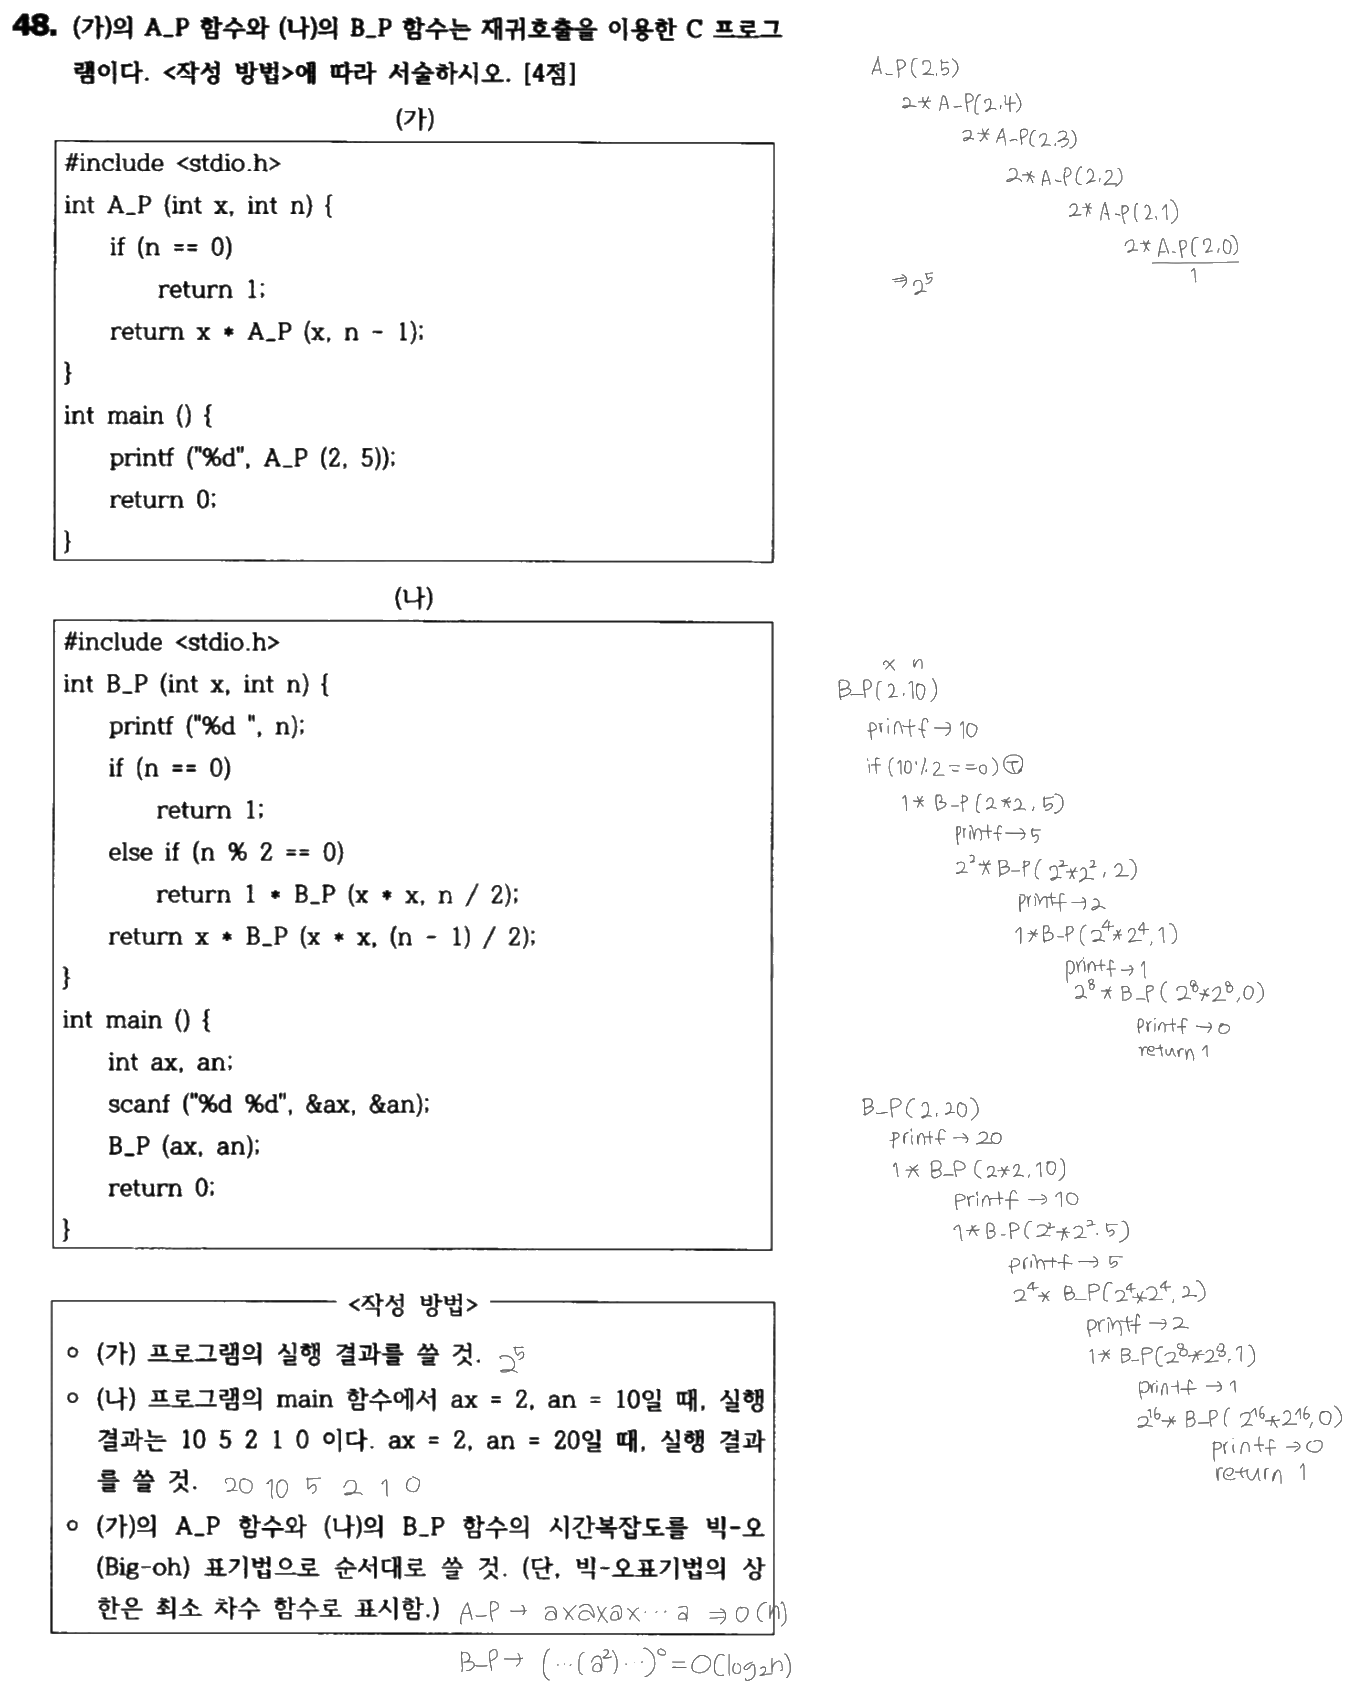 48. (가)의 A_P 함수와 (나)의 B_P 함수는 재귀호출을 이용한 C 프로그
램이다. <작성 방법>에 따라 서술하시오. [4점]
(가)
#include <stdio.h>
int A_P (int x, int n) {
if (n == 0)
return 1;
return x * A_P (x, n - 1);
}
int main () {
printf ("%d", A_P (2, 5));
return 0;
}
A_P(2,5)
2* A_P(2,4)
2* A_P(2,3)
2* A_P(2,2)
2* A_P(2,1)
2* A_P(2,0)
1
⇒ 2⁵
(나)
#include <stdio.h>
int B_P (int x, int n) {
printf ("%d ", n);
if (n == 0)
return 1;
else if (n % 2 == 0)
return 1 * B_P (x * x, n / 2);
return x * B_P (x * x, (n - 1) / 2);
}
int main () {
int ax, an;
scanf ("%d %d", &ax, &an);
B_P (ax, an);
return 0;
}
x n
B_P(2,10)
printf → 10
if (10%2==0) Ⓣ
1* B_P(2*2, 5)
printf → 5
2²* B_P(2²*2², 2)
printf → 2
1*B_P(2⁴*2⁴, 1)
printf → 1
2⁸* B_P(2⁸*2⁸, 0)
printf → 0
return 1
B_P(2,20)
printf → 20
1* B_P(2*2,10)
printf → 10
1*B_P(2²*2², 5)
printf → 5
2⁴* B_P(2⁴*2⁴, 2)
printf → 2
1* B_P(2⁸*2⁸, 1)
printf → 1
2¹⁶* B_P(2¹⁶*2¹⁶, 0)
printf → 0
return 1
<작성 방법>
○ (가) 프로그램의 실행 결과를 쓸 것. 2⁵
○ (나) 프로그램의 main 함수에서 ax = 2, an = 10일 때, 실행
결과는 10 5 2 1 0 이다. ax = 2, an = 20일 때, 실행 결과
를 쓸 것. 20 10 5 2 1 0
○ (가)의 A_P 함수와 (나)의 B_P 함수의 시간복잡도를 빅-오
(Big-oh) 표기법으로 순서대로 쓸 것. (단, 빅-오표기법의 상
한은 최소 차수 함수로 표시함.) A_P → a×a×a×⋯a ⇒ O(n)
B_P → (⋯(a²)⋯)⁰ = O(log₂n)